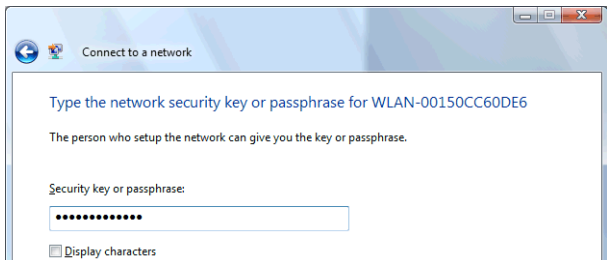 Connect to a network
Type the network security key or passphrase for WLAN-00150CC60DE6
The person who setup the network can give you the key or passphrase.
Security key or passphrase:
●●●●●●●●●●●●●
Display characters